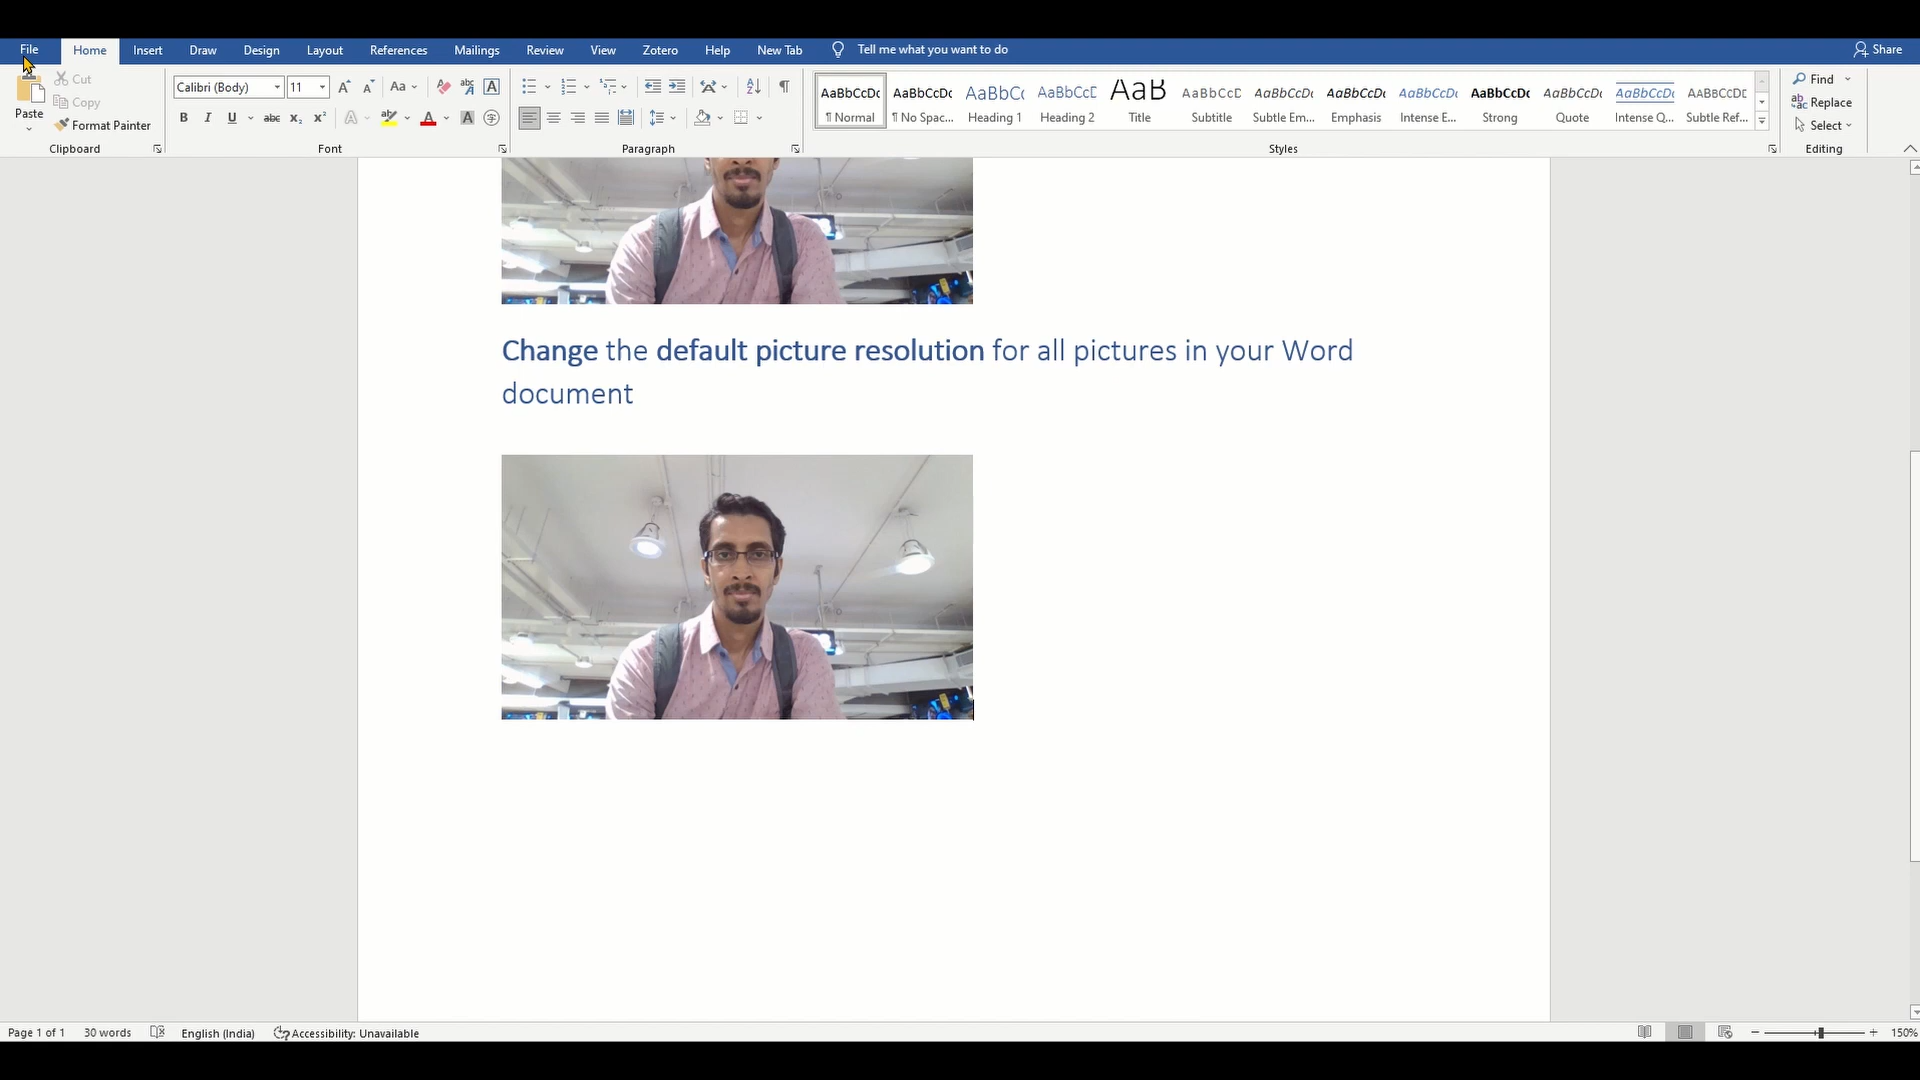 File Home Insert Draw Design Layout References Mailings Review View Zotero Help New Tab Tell me what you want to do Share
Cut
Copy
Paste
Format Painter
Clipboard
Calibri (Body) 11
Font
Paragraph
AaBbCcDc AaBbCcDc AaBbC( AaBbCcD AaB AaBbCcD AaBbCcDc AaBbCcDc AaBbCcDc AaBbCcDc AaBbCcDc AaBbCcDc AABBCCDD
¶ Normal ¶ No Spac... Heading 1 Heading 2 Title Subtitle Subtle Em... Emphasis Intense E... Strong Quote Intense Q... Subtle Ref...
Styles
Find
Replace
Select
Editing
Change the default picture resolution for all pictures in your Word
document
Page 1 of 1 30 words English (India) Accessibility: Unavailable 150%